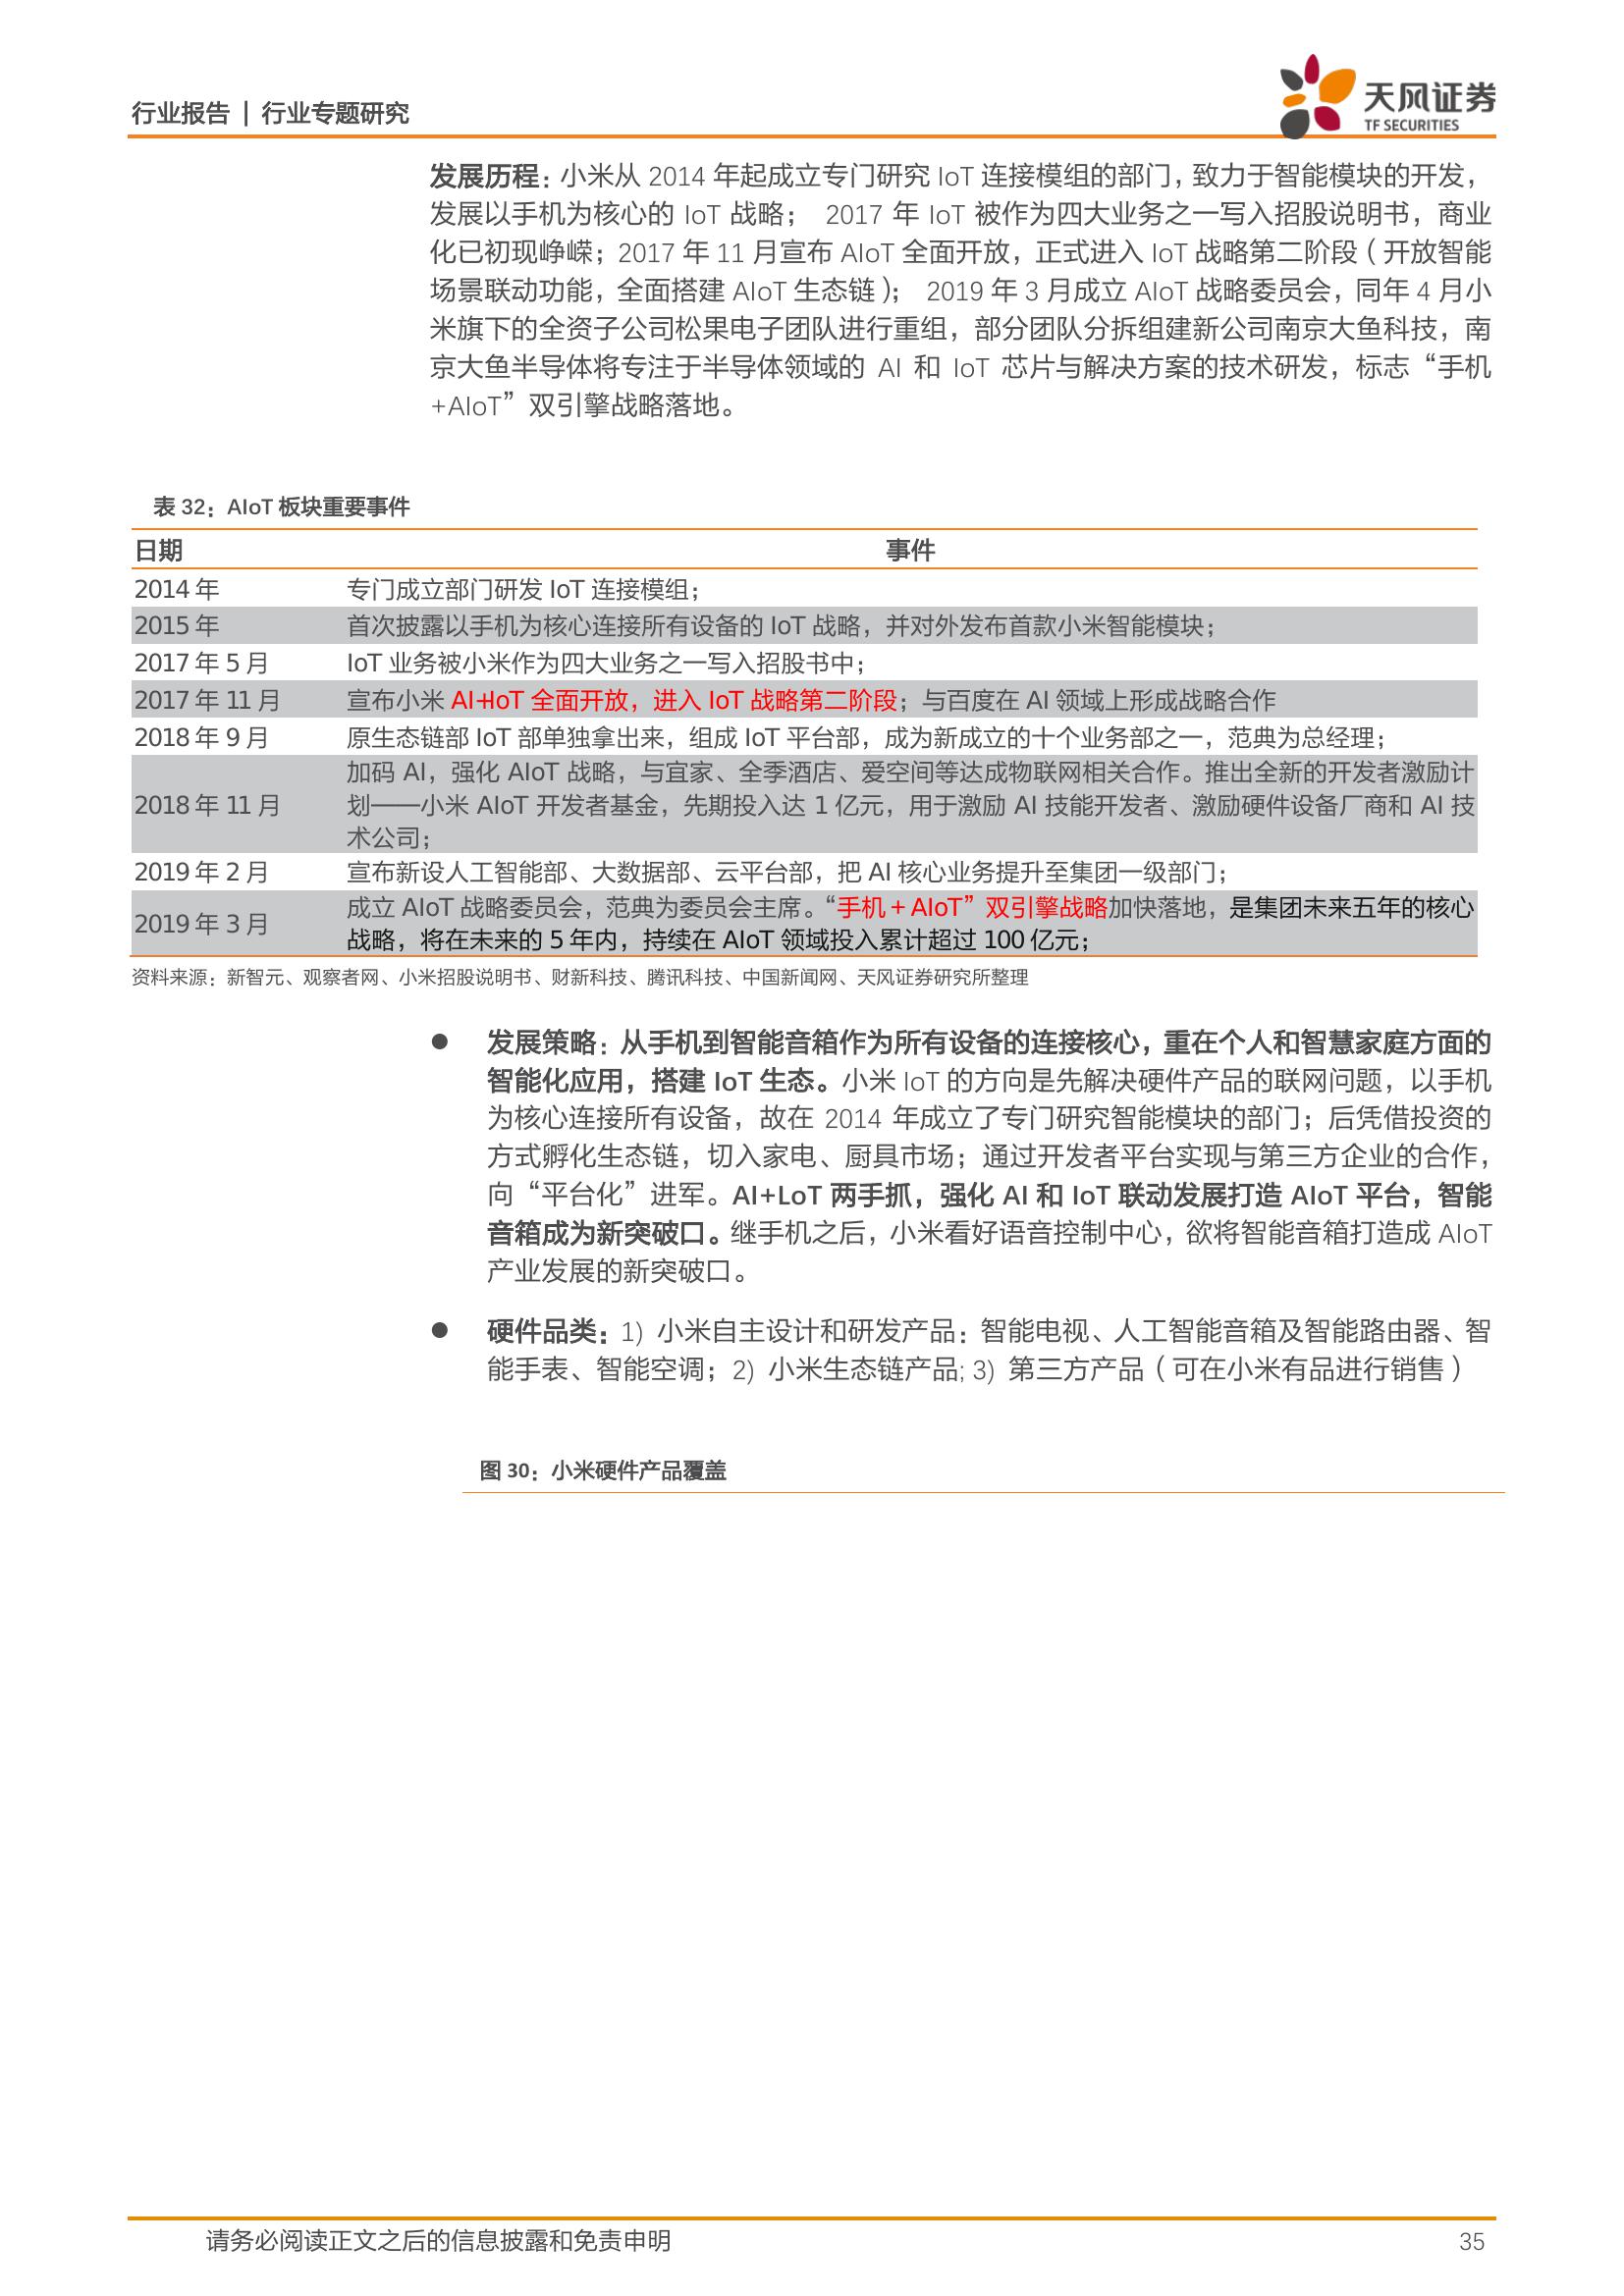 行业报告 | 行业专题研究
天风证券
TF SECURITIES
发展历程：小米从 2014 年起成立专门研究 IoT 连接模组的部门，致力于智能模块的开发，
发展以手机为核心的 IoT 战略； 2017 年 IoT 被作为四大业务之一写入招股说明书，商业
化已初现峥嵘；2017 年 11 月宣布 AIoT 全面开放，正式进入 IoT 战略第二阶段（开放智能
场景联动功能，全面搭建 AIoT 生态链）； 2019 年 3 月成立 AIoT 战略委员会，同年 4 月小
米旗下的全资子公司松果电子团队进行重组，部分团队分拆组建新公司南京大鱼科技，南
京大鱼半导体将专注于半导体领域的 AI 和 IoT 芯片与解决方案的技术研发，标志“手机
+AIoT”双引擎战略落地。
表 32：AIoT 板块重要事件
日期 事件
2014 年 专门成立部门研发 IoT 连接模组；
2015 年 首次披露以手机为核心连接所有设备的 IoT 战略，并对外发布首款小米智能模块；
2017 年 5 月 IoT 业务被小米作为四大业务之一写入招股书中；
2017 年 11 月 宣布小米 AI+IoT 全面开放，进入 IoT 战略第二阶段；与百度在 AI 领域上形成战略合作
2018 年 9 月 原生态链部 IoT 部单独拿出来，组成 IoT 平台部，成为新成立的十个业务部之一，范典为总经理；
加码 AI，强化 AIoT 战略，与宜家、全季酒店、爱空间等达成物联网相关合作。推出全新的开发者激励计
2018 年 11 月 划——小米 AIoT 开发者基金，先期投入达 1 亿元，用于激励 AI 技能开发者、激励硬件设备厂商和 AI 技
术公司；
2019 年 2 月 宣布新设人工智能部、大数据部、云平台部，把 AI 核心业务提升至集团一级部门；
2019 年 3 月 成立 AIoT 战略委员会，范典为委员会主席。“手机 + AIoT”双引擎战略加快落地，是集团未来五年的核心
战略，将在未来的 5 年内，持续在 AIoT 领域投入累计超过 100 亿元；
资料来源：新智元、观察者网、小米招股说明书、财新科技、腾讯科技、中国新闻网、天风证券研究所整理
● 发展策略：从手机到智能音箱作为所有设备的连接核心，重在个人和智慧家庭方面的
智能化应用，搭建 IoT 生态。小米 IoT 的方向是先解决硬件产品的联网问题，以手机
为核心连接所有设备，故在 2014 年成立了专门研究智能模块的部门；后凭借投资的
方式孵化生态链，切入家电、厨具市场；通过开发者平台实现与第三方企业的合作，
向“平台化”进军。AI+LoT 两手抓，强化 AI 和 IoT 联动发展打造 AIoT 平台，智能
音箱成为新突破口。继手机之后，小米看好语音控制中心，欲将智能音箱打造成 AIoT
产业发展的新突破口。
● 硬件品类：1) 小米自主设计和研发产品：智能电视、人工智能音箱及智能路由器、智
能手表、智能空调；2) 小米生态链产品; 3) 第三方产品（可在小米有品进行销售）
图 30：小米硬件产品覆盖
请务必阅读正文之后的信息披露和免责申明 35